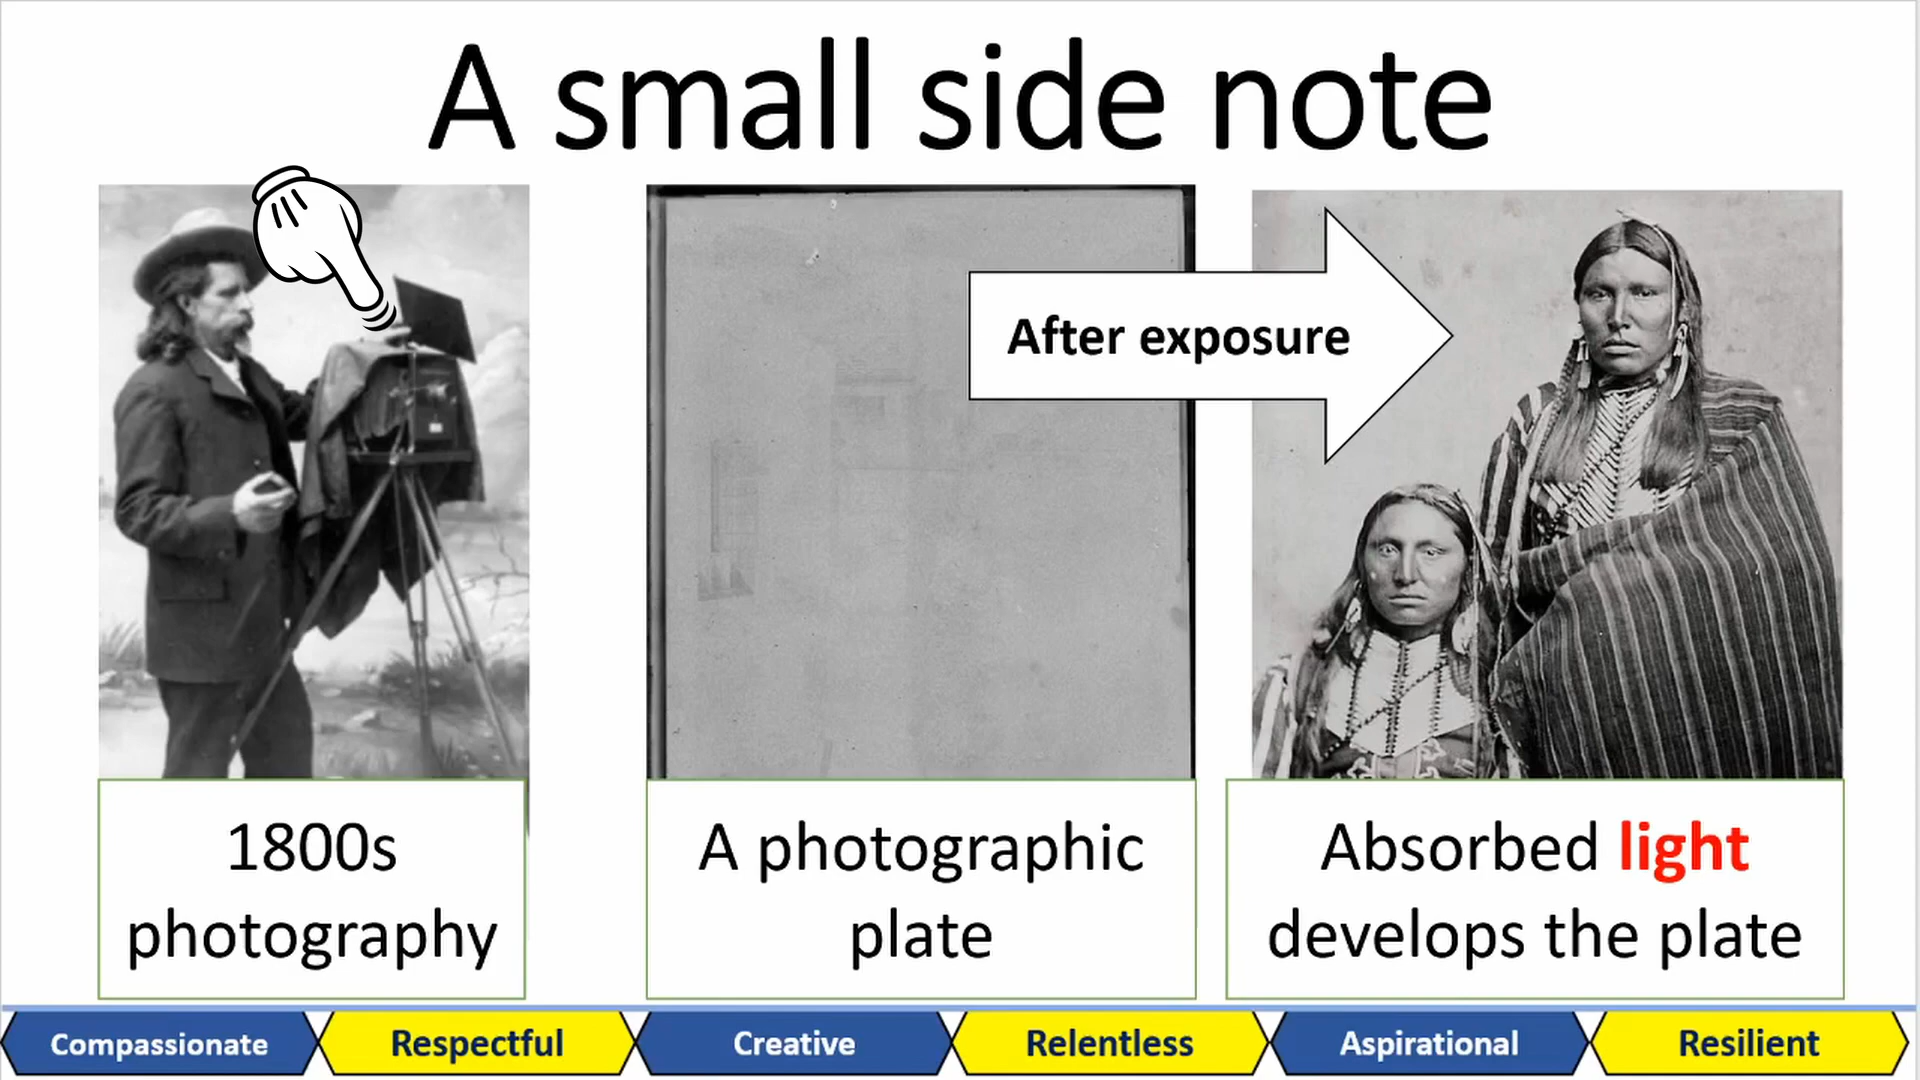 A small side note
After exposure
1800s
photography
A photographic
plate
Absorbed light
develops the plate
Compassionate
Respectful
Creative
Relentless
Aspirational
Resilient